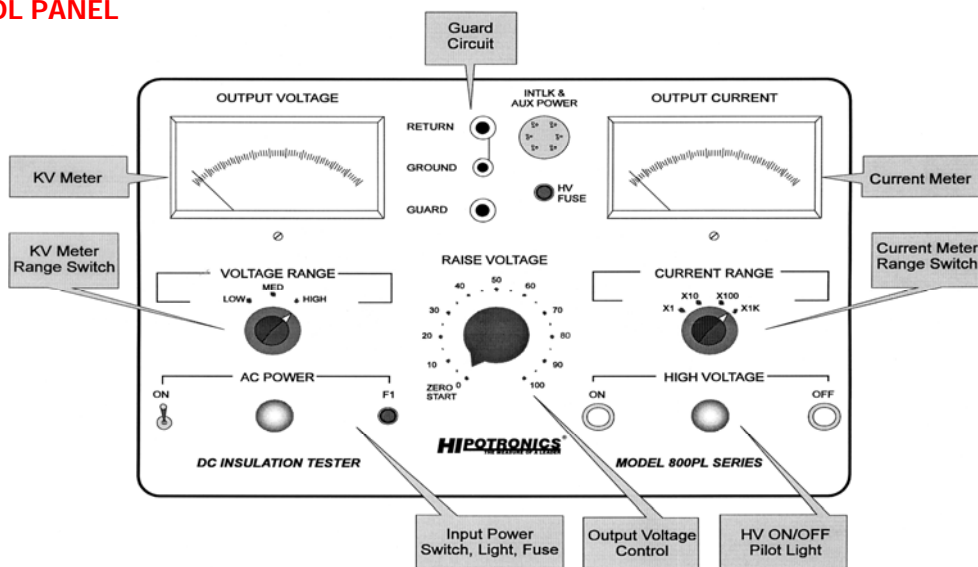 OL PANEL
Guard
Circuit
OUTPUT VOLTAGE
INTLK &
AUX POWER
OUTPUT CURRENT
RETURN
GROUND
GUARD
HV
FUSE
KV Meter
Current Meter
KV Meter
Range Switch
VOLTAGE RANGE
LOW
MED
HIGH
RAISE VOLTAGE
ZERO
START
0
10
20
30
40
50
60
70
80
90
100
CURRENT RANGE
X1
X10
X100
X1K
Current Meter
Range Switch
AC POWER
ON
F1
HIGH VOLTAGE
ON
OFF
HIPOTRONICS®
THE MEASURE OF A LEADER
DC INSULATION TESTER
MODEL 800PL SERIES
Input Power
Switch, Light, Fuse
Output Voltage
Control
HV ON/OFF
Pilot Light